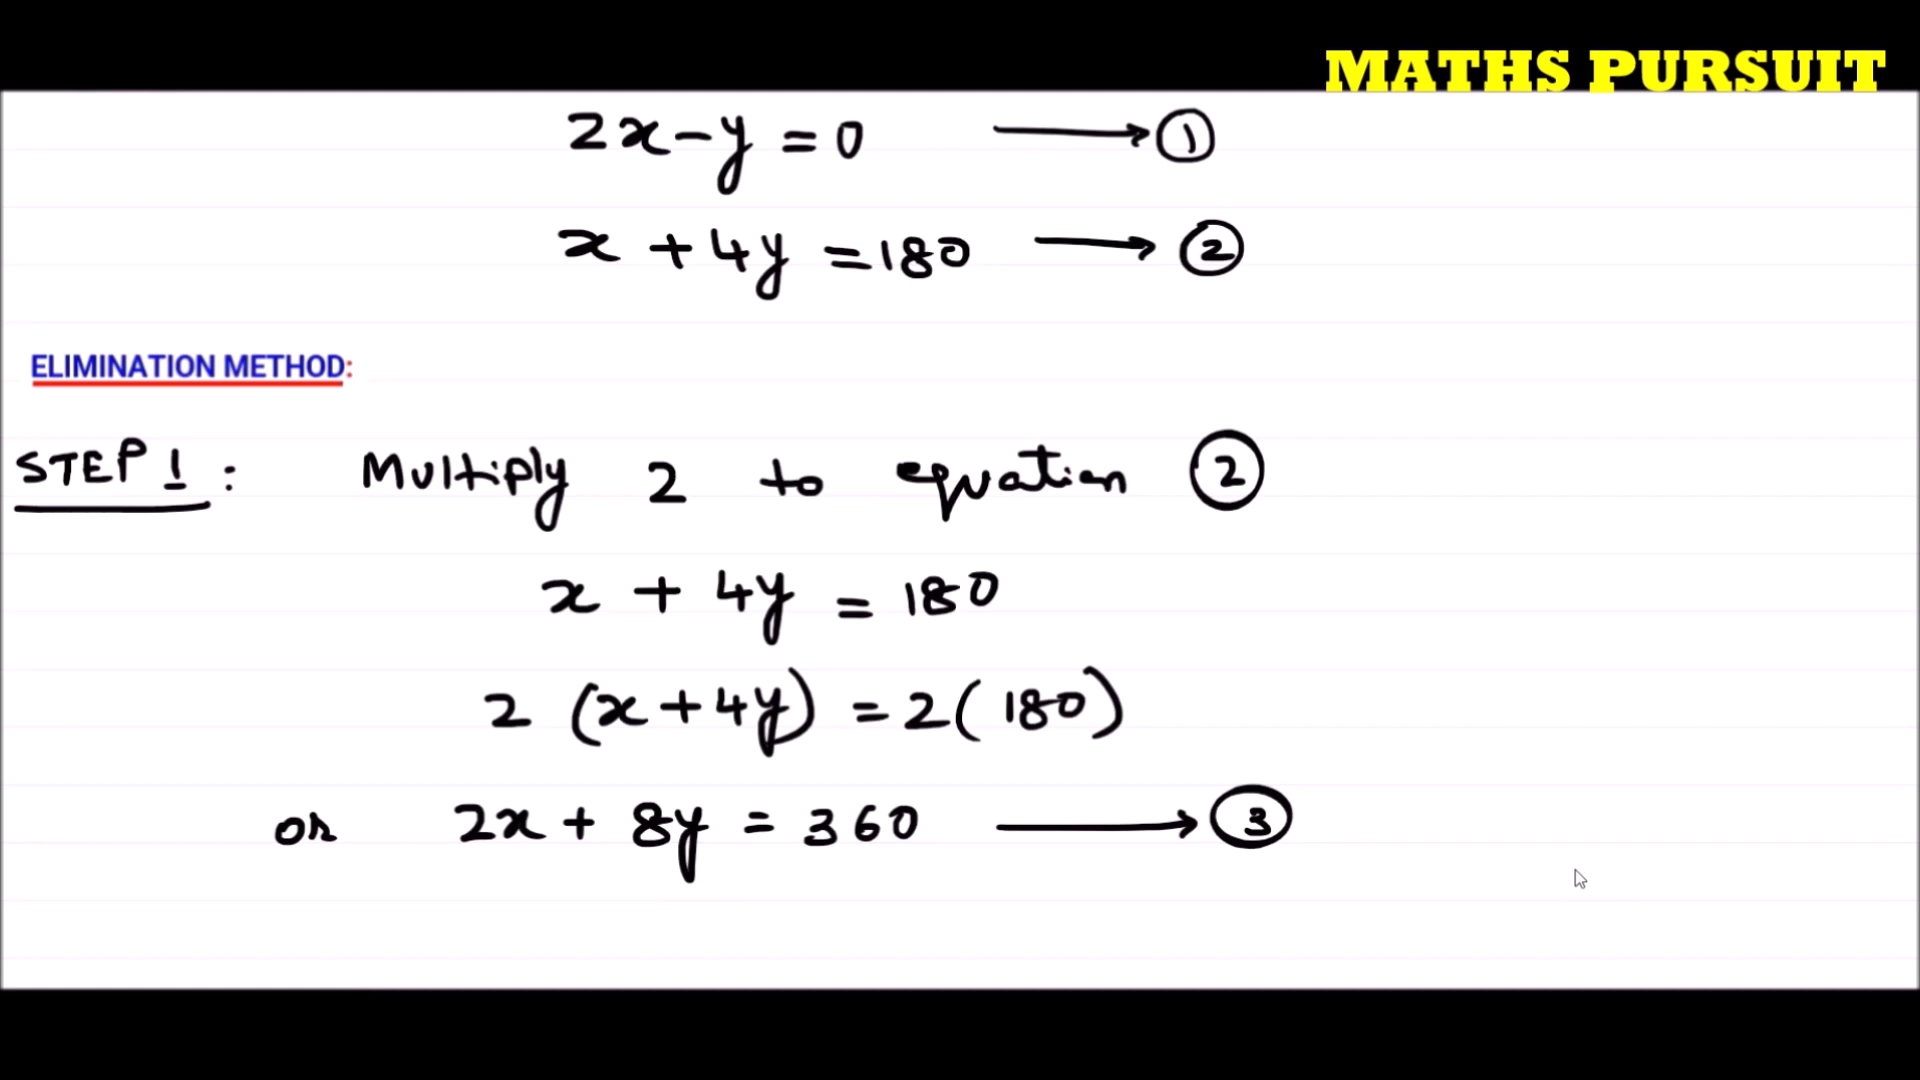 MATHS PURSUIT
2x - y = 0 → ①
x + 4y = 180 → ②
ELIMINATION METHOD:
STEP 1 : Multiply 2 to equation ②
x + 4y = 180
2 (x + 4y) = 2 (180)
or 2x + 8y = 360 → ③